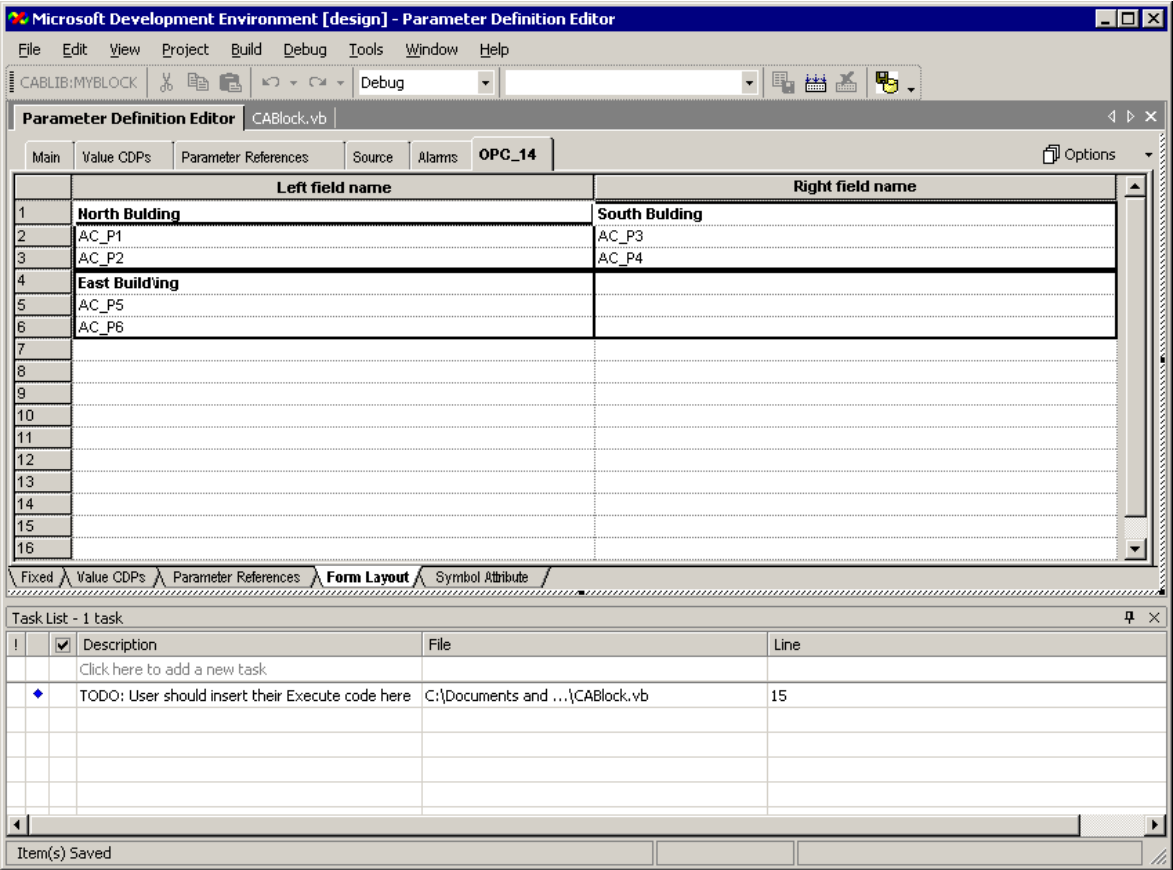 Microsoft Development Environment [design] - Parameter Definition Editor
File Edit View Project Build Debug Tools Window Help
CABLIB:MYBLOCK Debug
Parameter Definition Editor CABlock.vb
Main Value CDPs Parameter References Source Alarms OPC_14 Options
Left field name Right field name
1 North Bulding South Bulding
2 AC_P1 AC_P3
3 AC_P2 AC_P4
4 East Build\ing
5 AC_P5
6 AC_P6
7
8
9
10
11
12
13
14
15
16
Fixed Value CDPs Parameter References Form Layout Symbol Attribute
Task List - 1 task
! Description File Line
Click here to add a new task
TODO: User should insert their Execute code here C:\Documents and ...\CABlock.vb 15
Item(s) Saved